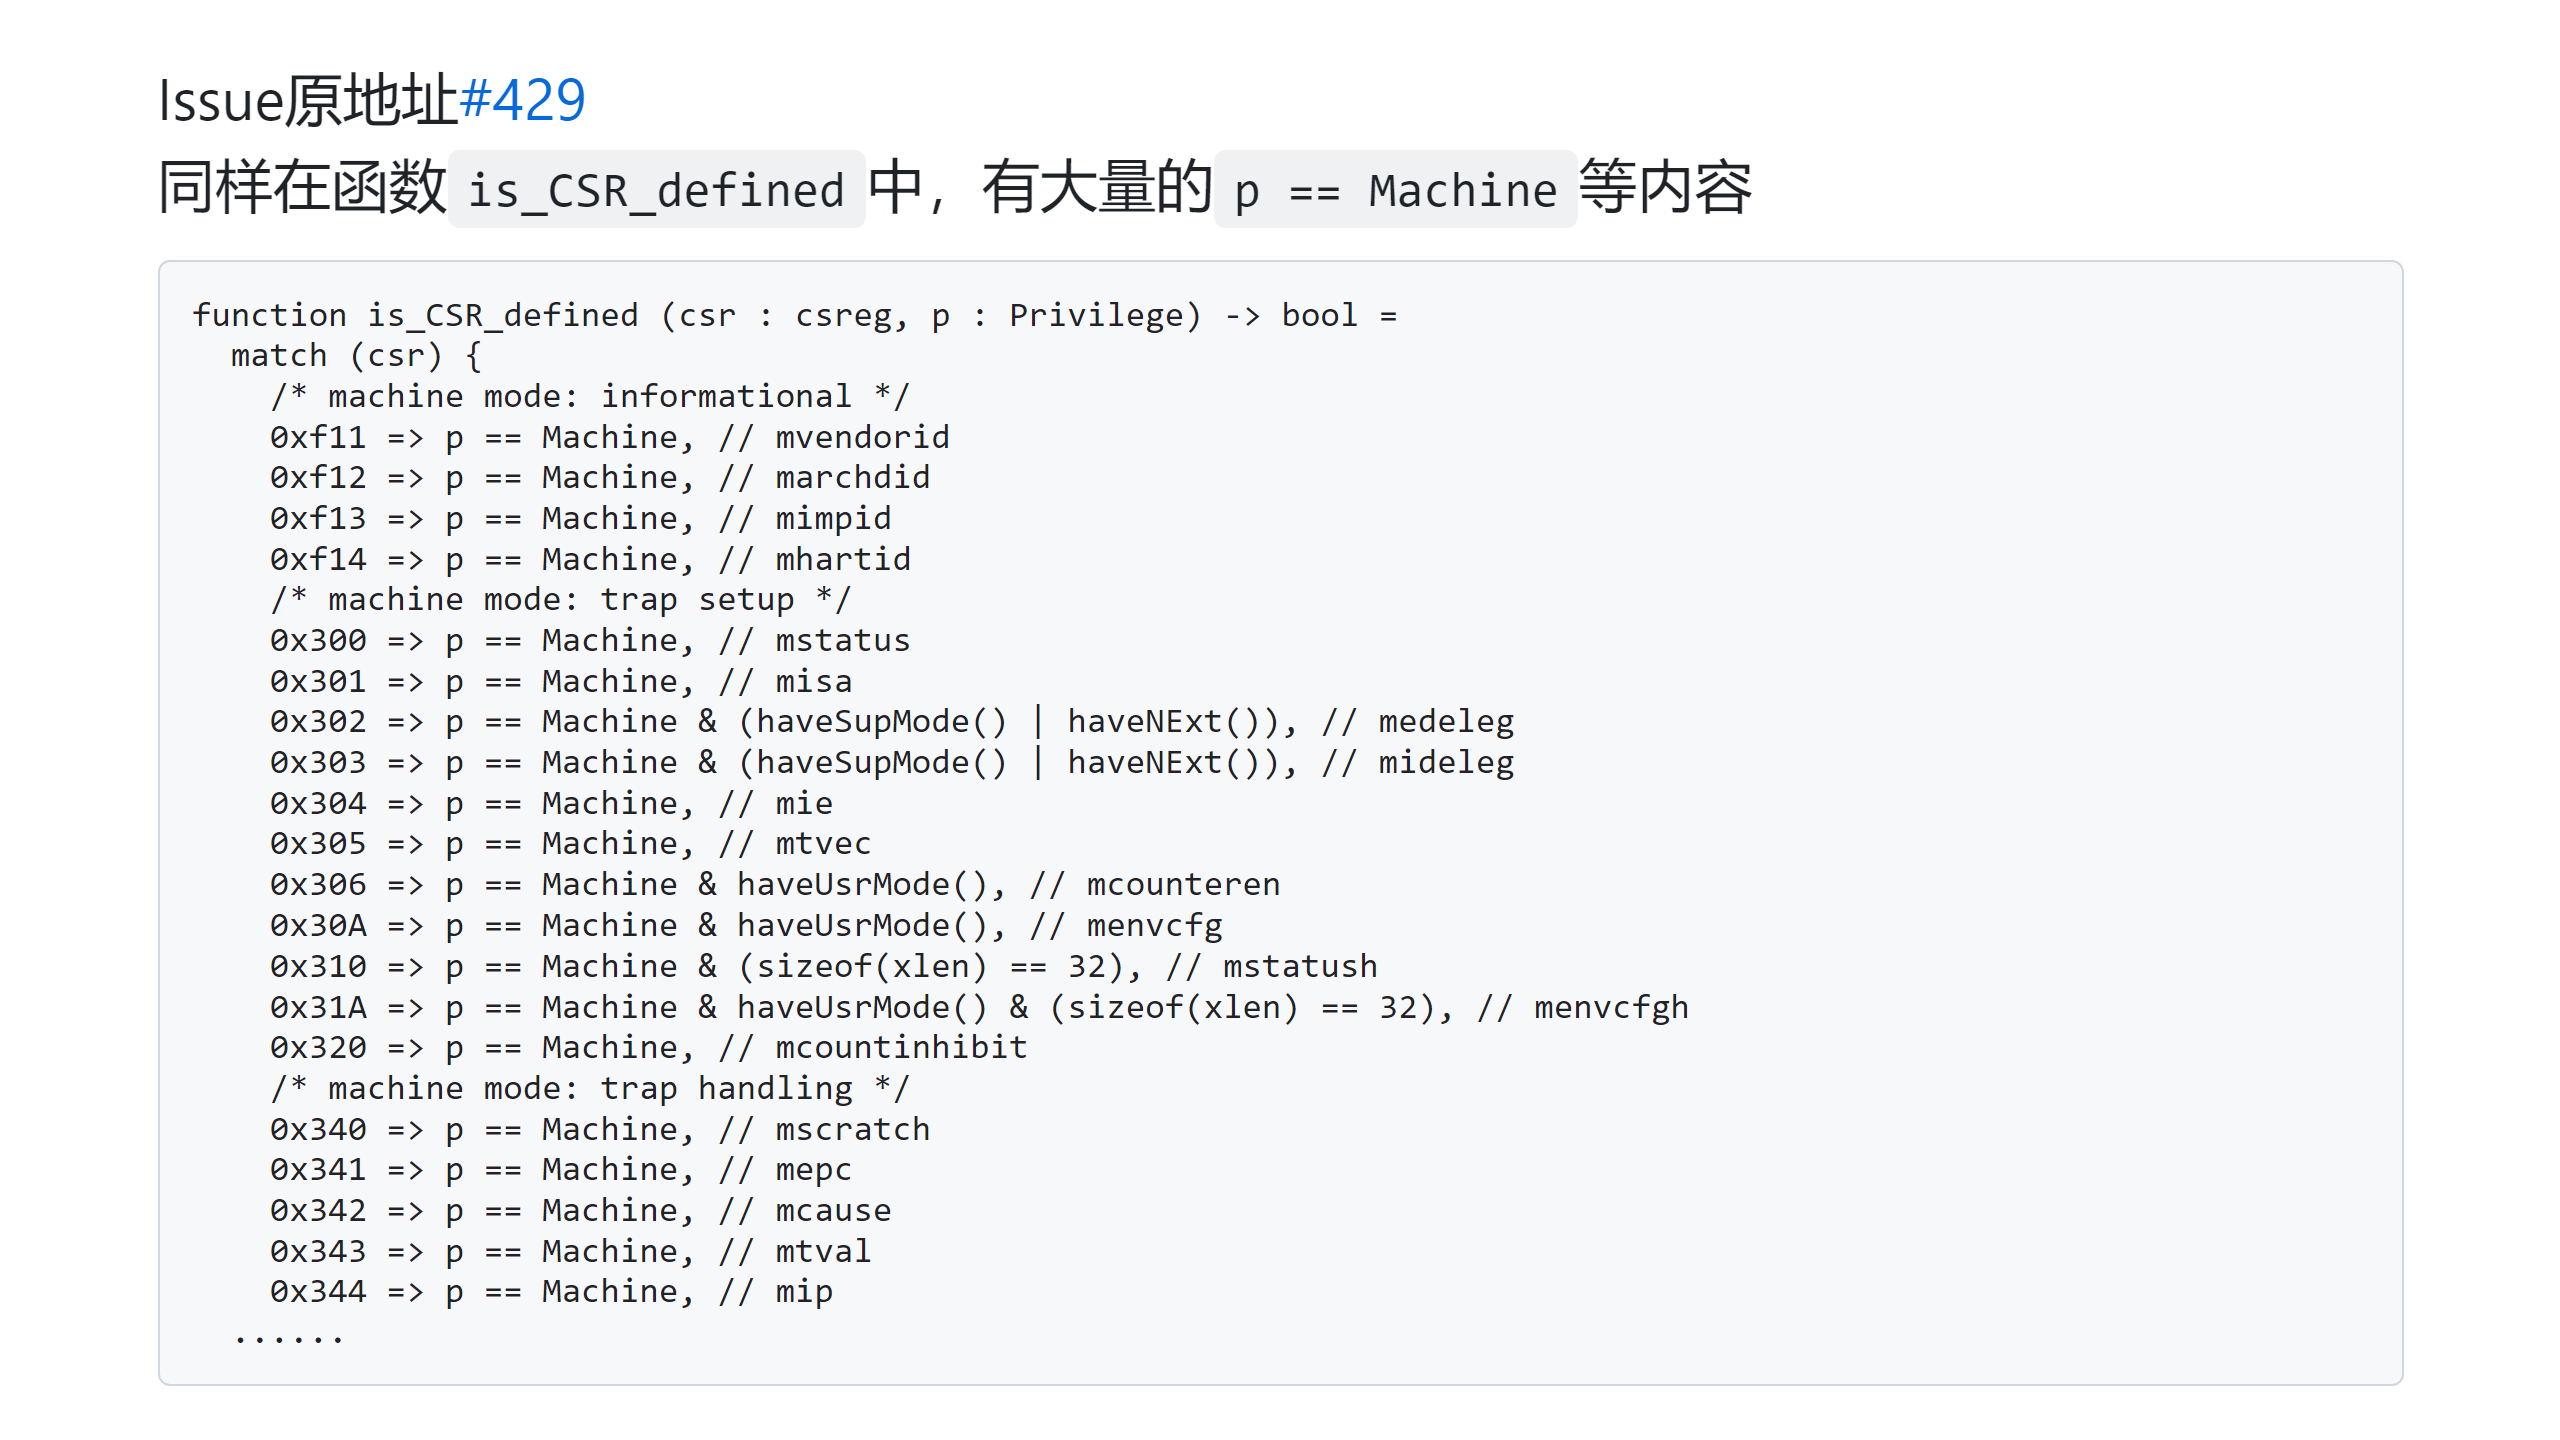 Issue原地址#429
同样在函数 is_CSR_defined 中，有大量的 p == Machine 等内容
function is_CSR_defined (csr : csreg, p : Privilege) -> bool =
  match (csr) {
    /* machine mode: informational */
    0xf11 => p == Machine, // mvendorid
    0xf12 => p == Machine, // marchdid
    0xf13 => p == Machine, // mimpid
    0xf14 => p == Machine, // mhartid
    /* machine mode: trap setup */
    0x300 => p == Machine, // mstatus
    0x301 => p == Machine, // misa
    0x302 => p == Machine & (haveSupMode() | haveNExt()), // medeleg
    0x303 => p == Machine & (haveSupMode() | haveNExt()), // mideleg
    0x304 => p == Machine, // mie
    0x305 => p == Machine, // mtvec
    0x306 => p == Machine & haveUsrMode(), // mcounteren
    0x30A => p == Machine & haveUsrMode(), // menvcfg
    0x310 => p == Machine & (sizeof(xlen) == 32), // mstatush
    0x31A => p == Machine & haveUsrMode() & (sizeof(xlen) == 32), // menvcfgh
    0x320 => p == Machine, // mcountinhibit
    /* machine mode: trap handling */
    0x340 => p == Machine, // mscratch
    0x341 => p == Machine, // mepc
    0x342 => p == Machine, // mcause
    0x343 => p == Machine, // mtval
    0x344 => p == Machine, // mip
  ......